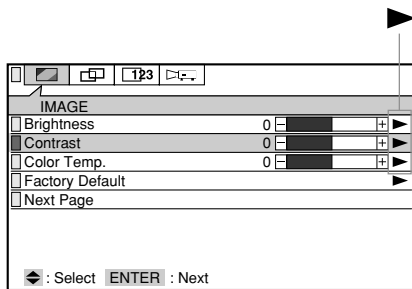 123
IMAGE
Brightness 0 - +
Contrast 0 - +
Color Temp. 0 - +
Factory Default
Next Page
: Select ENTER : Next